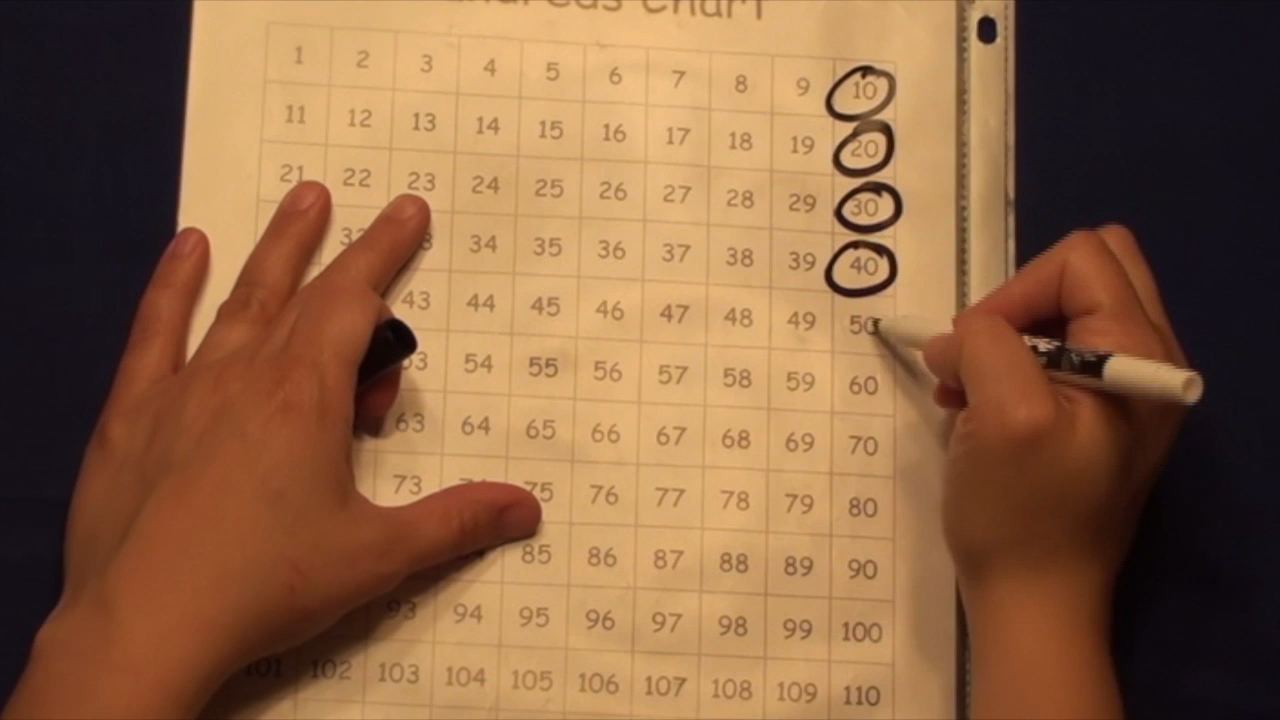 Hundreds Chart
1 2 3 4 5 6 7 8 9 10
11 12 13 14 15 16 17 18 19 20
21 22 23 24 25 26 27 28 29 30
34 35 36 37 38 39 40
43 44 45 46 47 48 49 50
54 55 56 57 58 59 60
63 64 65 66 67 68 69 70
73 75 76 77 78 79 80
85 86 87 88 89 90
93 94 95 96 97 98 99 100
101 102 103 104 105 106 107 108 109 110